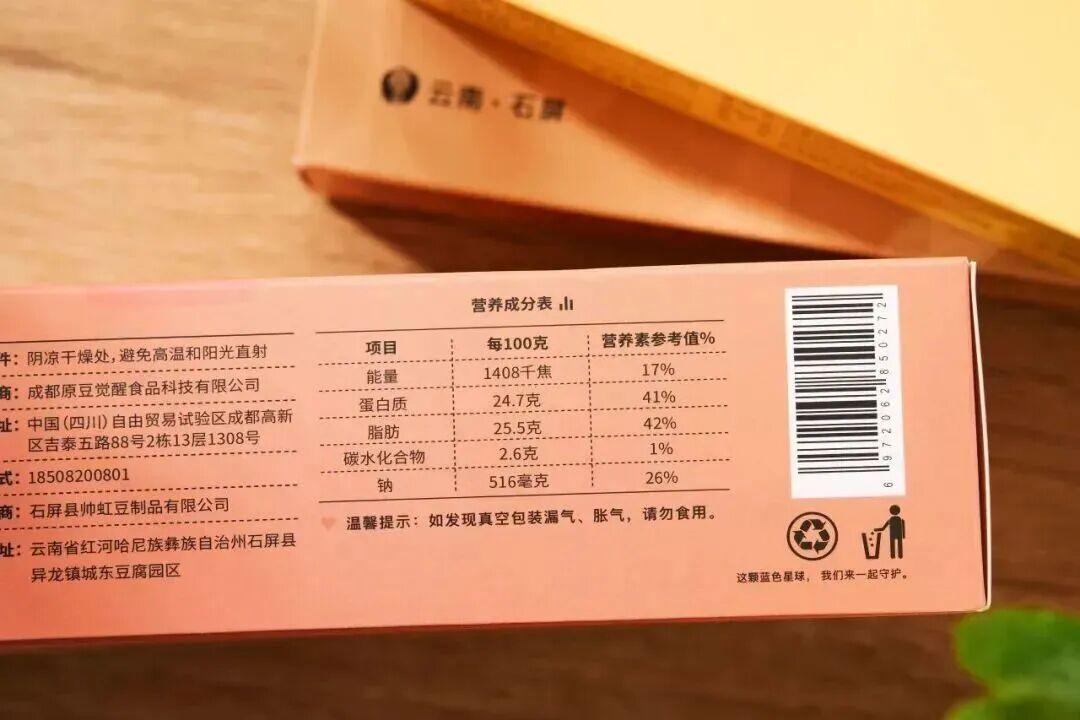 云南·石屏
件：阴凉干燥处，避免高温和阳光直射
商：成都原豆觉醒食品科技有限公司
址：中国（四川）自由贸易试验区成都高新
区吉泰五路88号2栋13层1308号
式：18508200801
商：石屏县帅虹豆制品有限公司
址：云南省红河哈尼族彝族自治州石屏县
异龙镇城东豆腐园区
营养成分表
项目 每100克 营养素参考值%
能量 1408千焦 17%
蛋白质 24.7克 41%
脂肪 25.5克 42%
碳水化合物 2.6克 1%
钠 516毫克 26%
温馨提示：如发现真空包装漏气、胀气，请勿食用。
6972062850272
这颗蓝色星球，我们来一起守护。